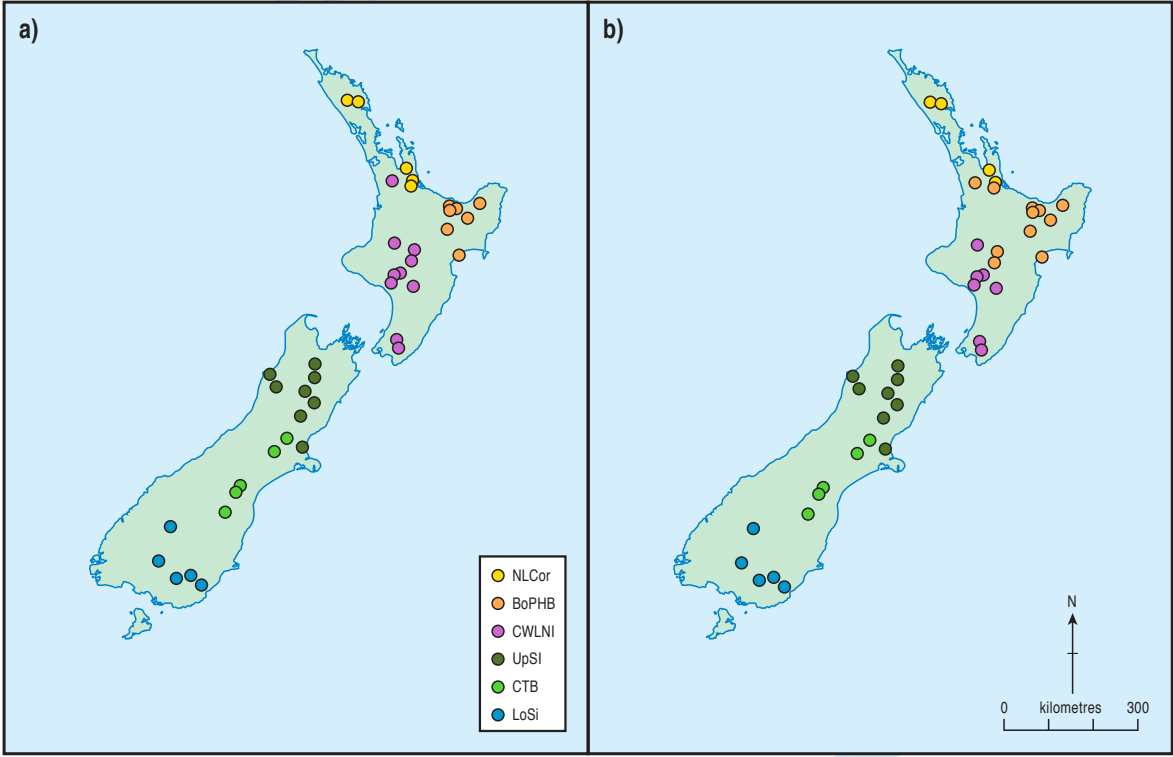 a)
b)
NLCor
BoPHB
CWLNI
UpSI
CTB
LoSi
N
0 kilometres 300